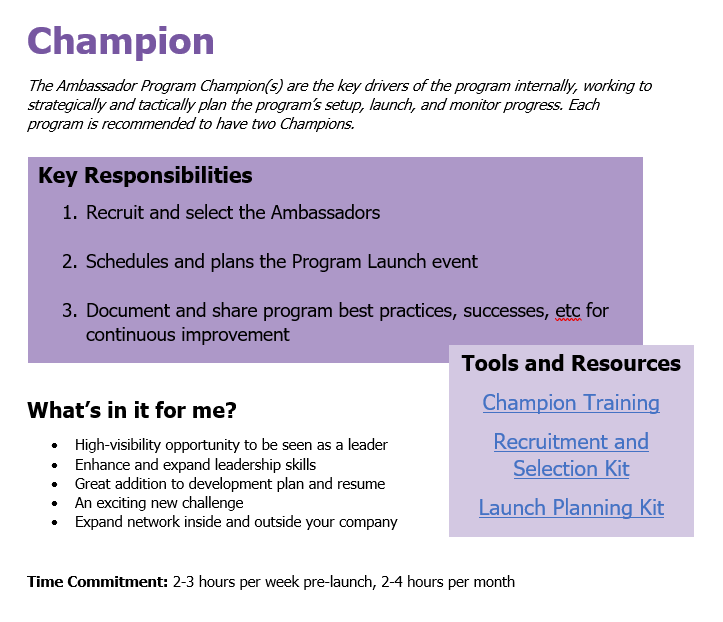 Champion
The Ambassador Program Champion(s) are the key drivers of the program internally, working to
strategically and tactically plan the program's setup, launch, and monitor progress. Each
program is recommended to have two Champions.
Key Responsibilities
1. Recruit and select the Ambassadors
2. Schedules and plans the Program Launch event
3. Document and share program best practices, successes, etc for
continuous improvement
Tools and Resources
Champion Training
Recruitment and
Selection Kit
Launch Planning Kit
What's in it for me?
• High-visibility opportunity to be seen as a leader
• Enhance and expand leadership skills
• Great addition to development plan and resume
• An exciting new challenge
• Expand network inside and outside your company
Time Commitment: 2-3 hours per week pre-launch, 2-4 hours per month